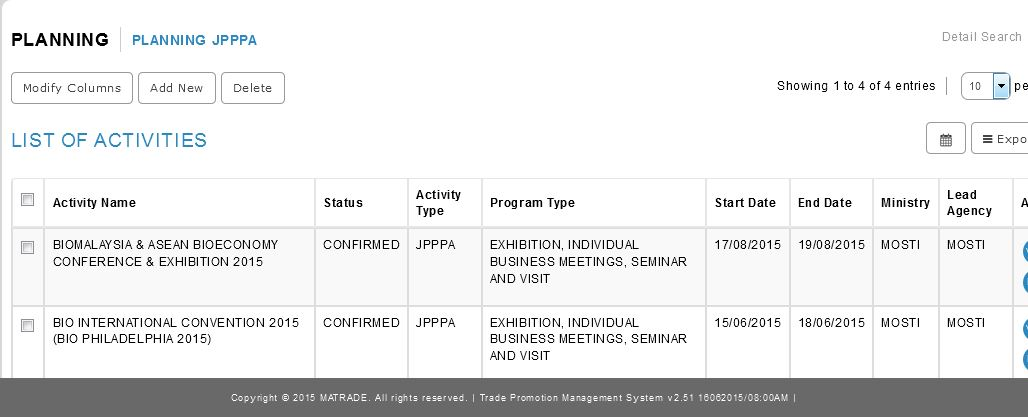 PLANNING | PLANNING JPPPA
Detail Search
Modify Columns Add New Delete
Showing 1 to 4 of 4 entries | 10 pe
LIST OF ACTIVITIES
Expo
Activity Name Status Activity Type Program Type Start Date End Date Ministry Lead Agency A
BIOMALAYSIA & ASEAN BIOECONOMY CONFERENCE & EXHIBITION 2015 CONFIRMED JPPPA EXHIBITION, INDIVIDUAL BUSINESS MEETINGS, SEMINAR AND VISIT 17/08/2015 19/08/2015 MOSTI MOSTI
BIO INTERNATIONAL CONVENTION 2015 (BIO PHILADELPHIA 2015) CONFIRMED JPPPA EXHIBITION, INDIVIDUAL BUSINESS MEETINGS, SEMINAR AND VISIT 15/06/2015 18/06/2015 MOSTI MOSTI
Copyright © 2015 MATRADE. All rights reserved. | Trade Promotion Management System v2.51 16062015/08:00AM |